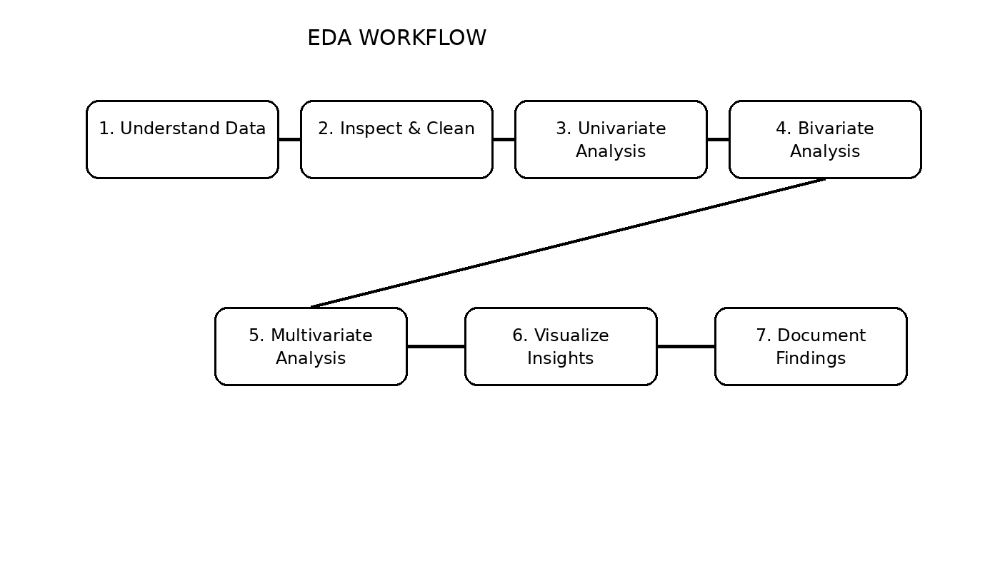 EDA WORKFLOW
1. Understand Data
2. Inspect & Clean
3. Univariate
Analysis
4. Bivariate
Analysis
5. Multivariate
Analysis
6. Visualize
Insights
7. Document
Findings